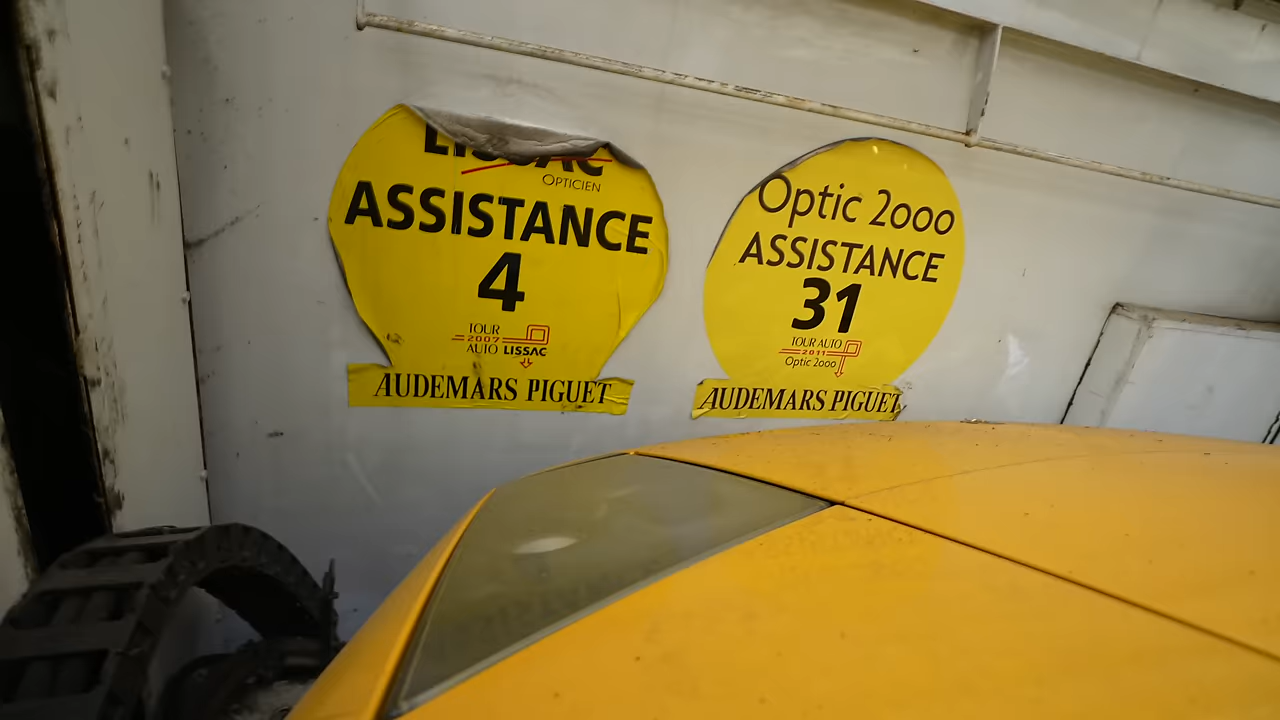 LISSAC
OPTICIEN
ASSISTANCE
4
TOUR
2007
AUTO LISSAC
AUDEMARS PIGUET
Optic 2000
ASSISTANCE
31
TOUR AUTO
2011
Optic 2000
AUDEMARS PIGUET